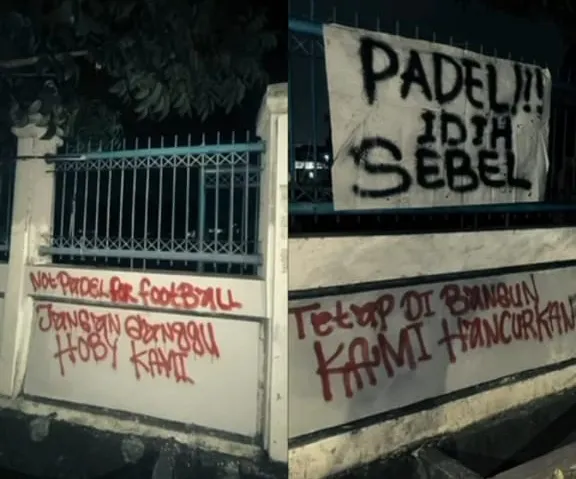 NOT PADEL FOR FOOTBALL
JANGAN GANGGU
HOBY KAMI
PADEL!!!
IDIH
SEBEL
TETAP DI BANGUN
KAMI HANCURKAN